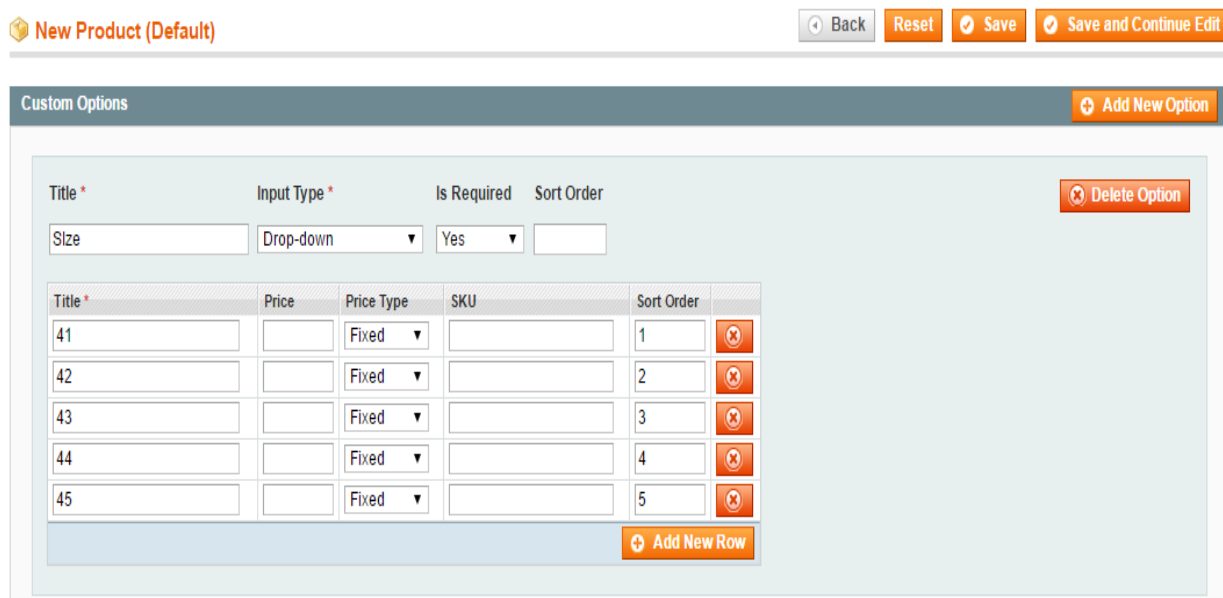 New Product (Default) Back Reset Save Save and Continue Edit
Custom Options Add New Option
Title * Input Type * Is Required Sort Order Delete Option
SIze Drop-down Yes
Title * Price Price Type SKU Sort Order
41 Fixed 1
42 Fixed 2
43 Fixed 3
44 Fixed 4
45 Fixed 5
Add New Row